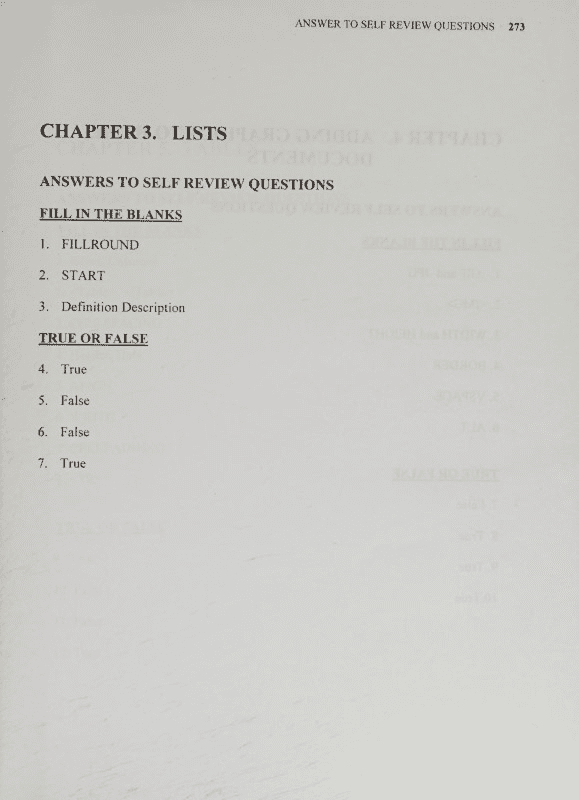 ANSWER TO SELF REVIEW QUESTIONS 273
CHAPTER 3. LISTS
ANSWERS TO SELF REVIEW QUESTIONS
FILL IN THE BLANKS
1. FILLROUND
2. START
3. Definition Description
TRUE OR FALSE
4. True
5. False
6. False
7. True